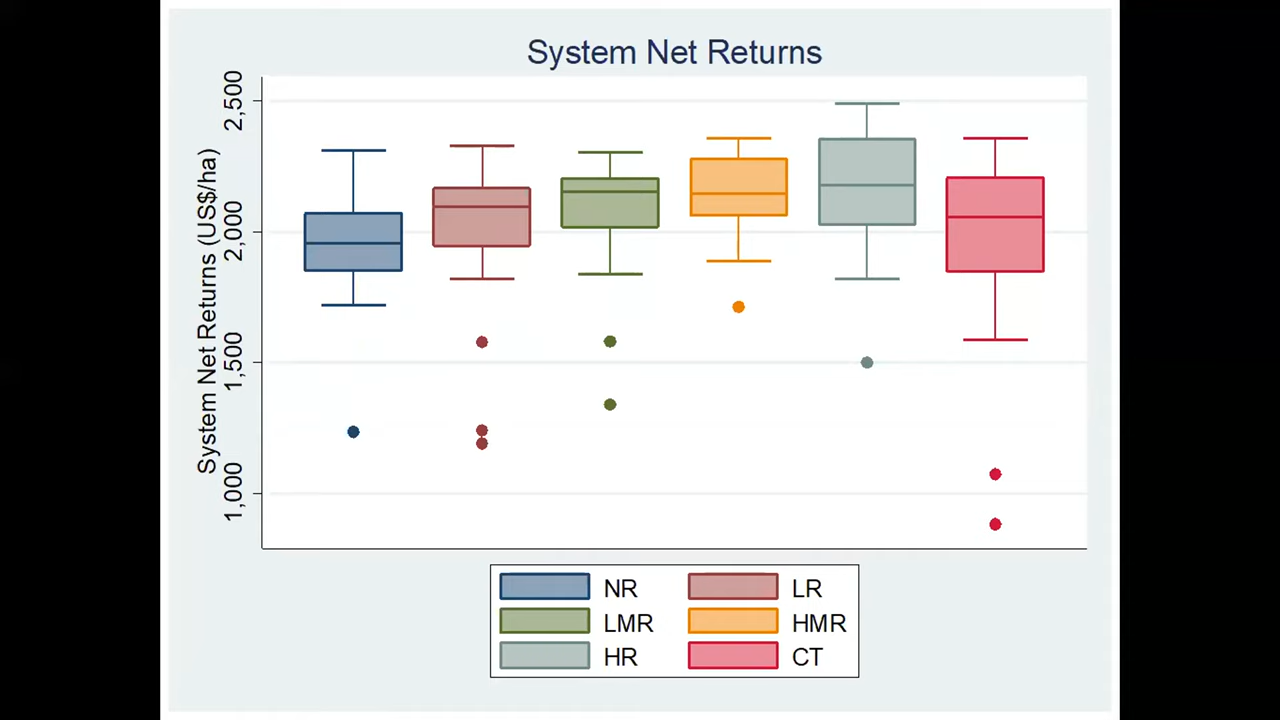 System Net Returns
System Net Returns (US$/ha)
2,500
2,000
1,500
1,000
NR LR
LMR HMR
HR CT